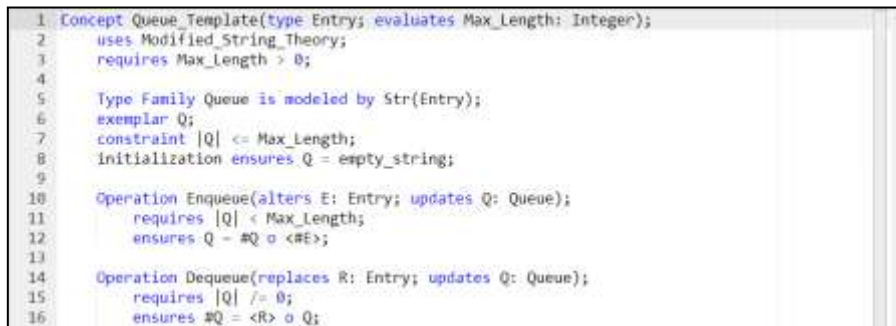 1 Concept Queue_Template(type Entry; evaluates Max_Length: Integer);
2 uses Modified_String_Theory;
3 requires Max_Length > 0;
4
5 Type Family Queue is modeled by Str(Entry);
6 exemplar Q;
7 constraint |Q| <= Max_Length;
8 initialization ensures Q = empty_string;
9
10 Operation Enqueue(alters E: Entry; updates Q: Queue);
11 requires |Q| < Max_Length;
12 ensures Q = #Q o <#E>;
13
14 Operation Dequeue(replaces R: Entry; updates Q: Queue);
15 requires |Q| /= 0;
16 ensures #Q = <R> o Q;